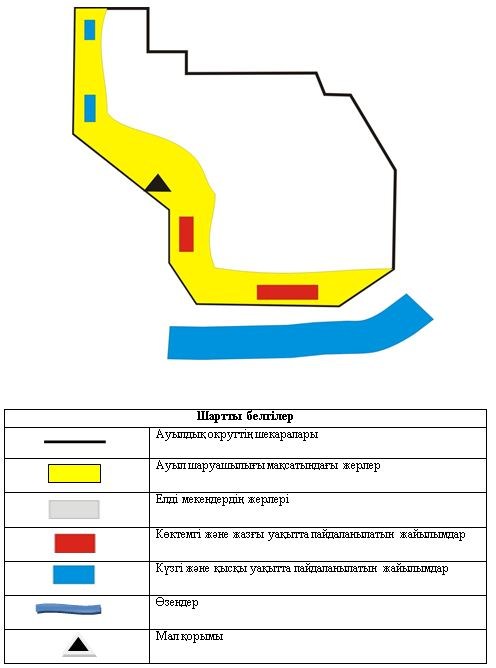 Шартты белгілер
Ауылдық округтің шекаралары
Ауыл шаруашылығы мақсатындағы жерлер
Елді мекендердің жерлері
Көктемгі және жазғы уақытта пайдаланылатын жайылымдар
Күзгі және қысқы уақытта пайдаланылатын жайылымдар
Өзендер
Мал қорымы